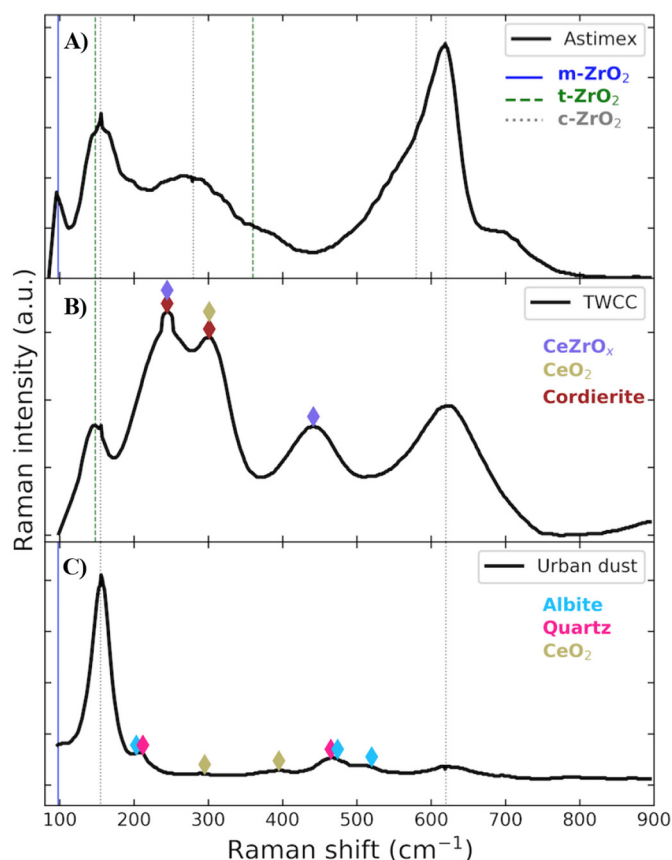 A)
Astimex
m-ZrO₂
t-ZrO₂
c-ZrO₂
B)
TWCC
CeZrOₓ
CeO₂
Cordierite
C)
Urban dust
Albite
Quartz
CeO₂
Raman intensity (a.u.)
100 200 300 400 500 600 700 800 900
Raman shift (cm⁻¹)